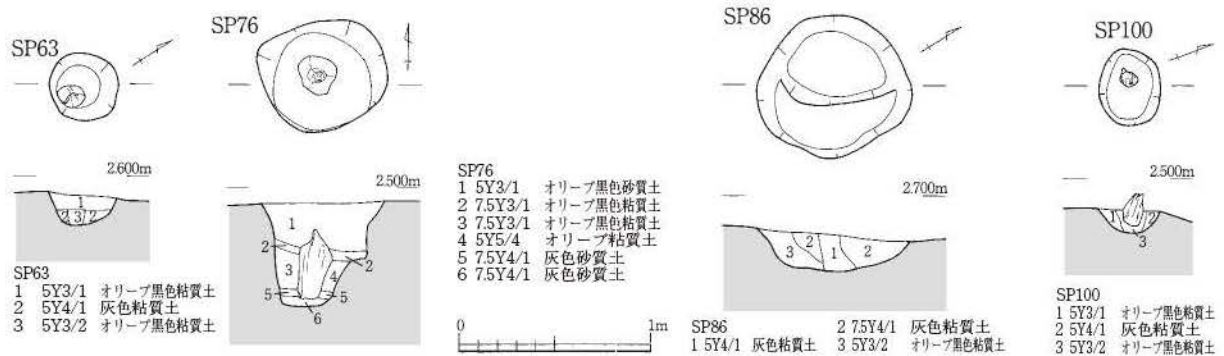 SP63
SP76
SP86
SP100
2.600m
1
2 3 2
SP63
1 5Y3/1 オリーブ黒色粘質土
2 5Y4/1 灰色粘質土
3 5Y3/2 オリーブ黒色粘質土
2.500m
1
2
2
3
4
5
5
6
SP76
1 5Y3/1 オリーブ黒色砂質土
2 7.5Y3/1 オリーブ黒色粘質土
3 7.5Y3/1 オリーブ黒色粘質土
4 5Y5/4 オリーブ粘質土
5 7.5Y4/1 灰色砂質土
6 7.5Y4/1 灰色砂質土
0 1m
2.700m
3 2 1 2
SP86
1 5Y4/1 灰色粘質土
2 7.5Y4/1 灰色粘質土
3 5Y3/2 オリーブ黒色粘質土
2.500m
3
SP100
1 5Y3/1 オリーブ黒色粘質土
2 5Y4/1 灰色粘質土
3 5Y3/2 オリーブ黒色粘質土